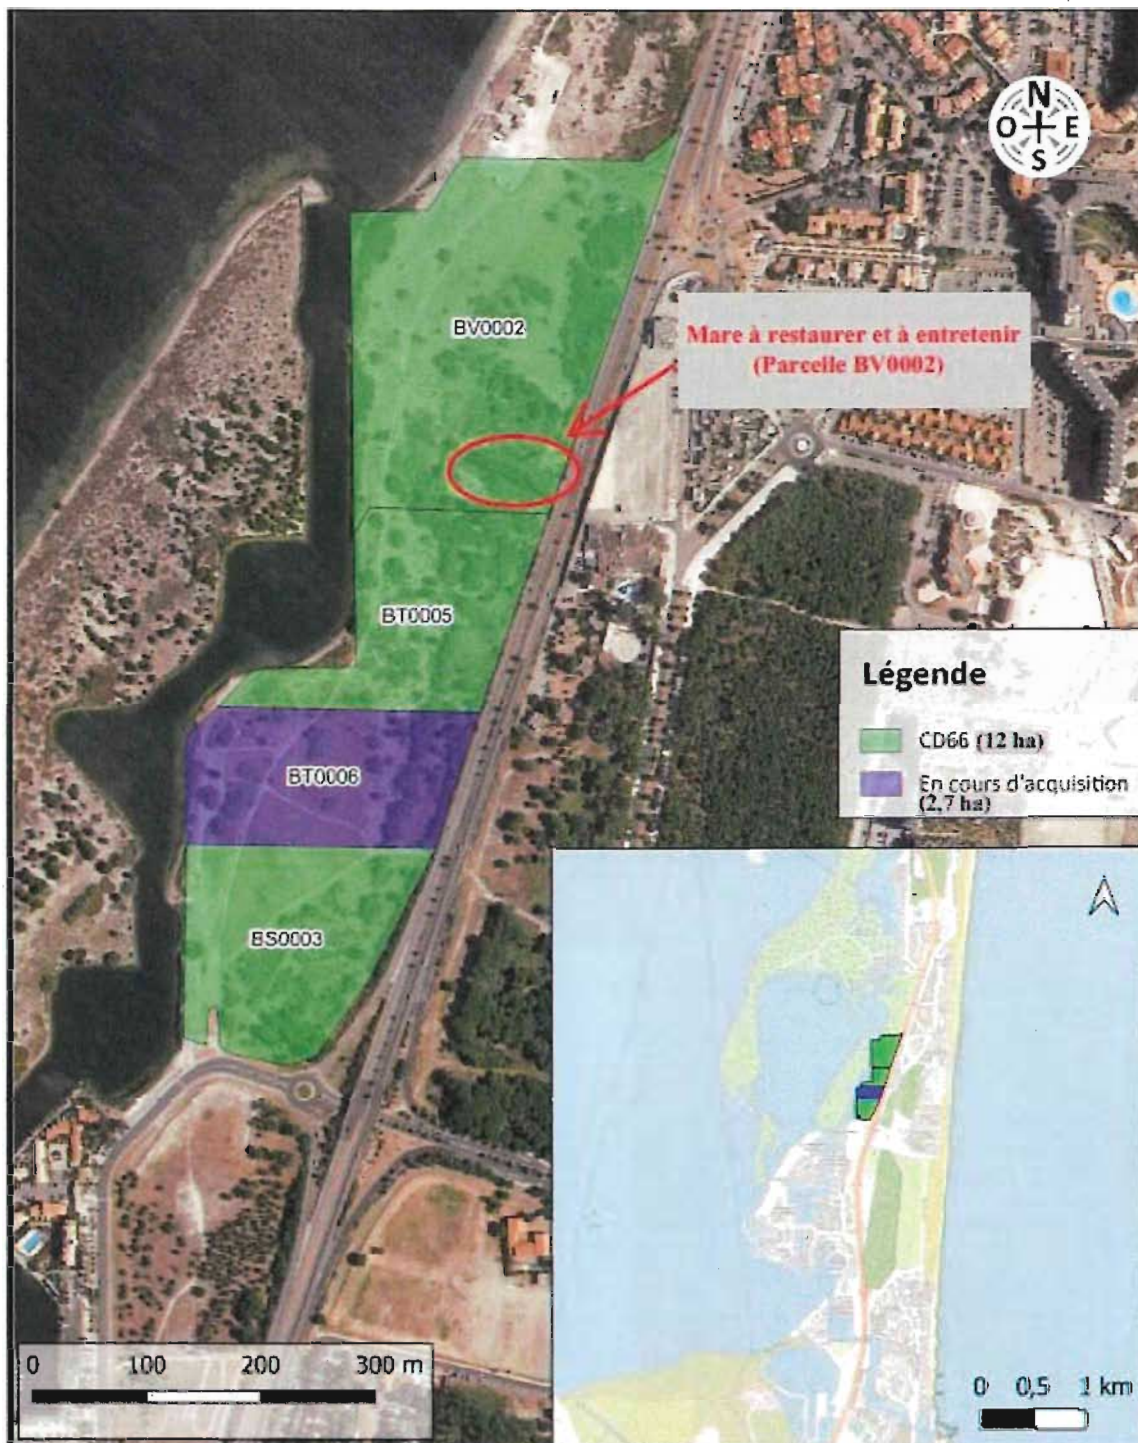 N
O E
S
BV0002
Mare à restaurer et à entretenir
(Parcelle BV0002)
BT0005
Légende
CD66 (12 ha)
BT0006
En cours d'acquisition
(2,7 ha)
BS0003
0 100 200 300 m
0 0,5 1 km